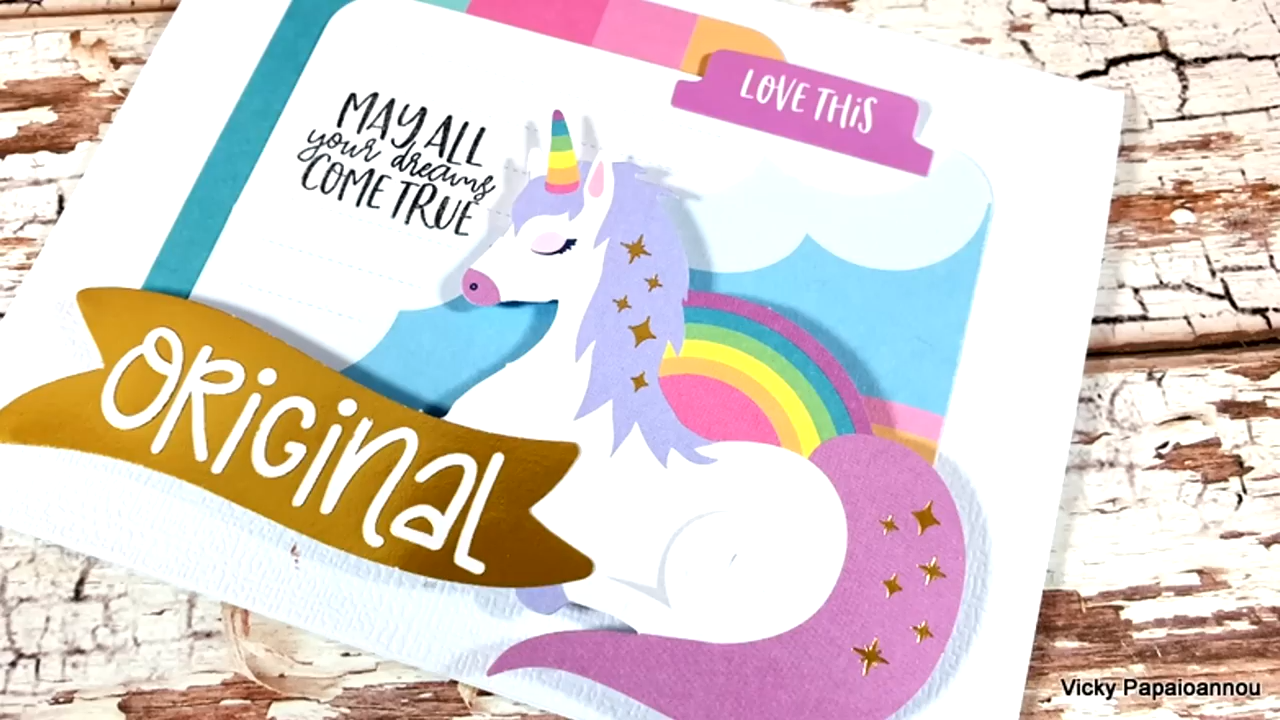 LOVE THiS
MAY ALL
your dreams
COME TRUE
ORiGiNaL
Vicky Papaioannou